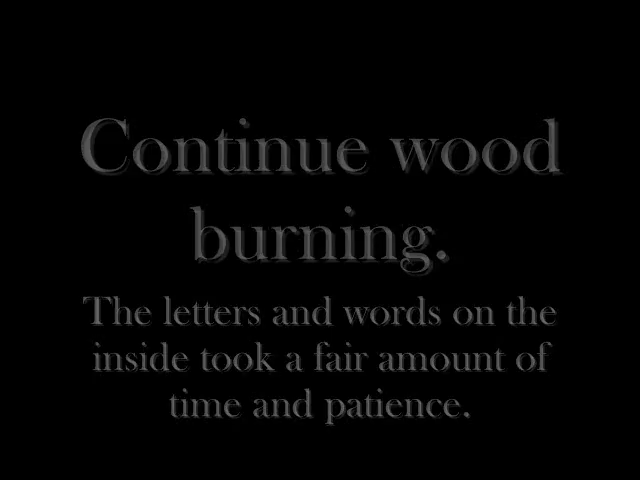 Continue wood
burning.
The letters and words on the
inside took a fair amount of
time and patience.